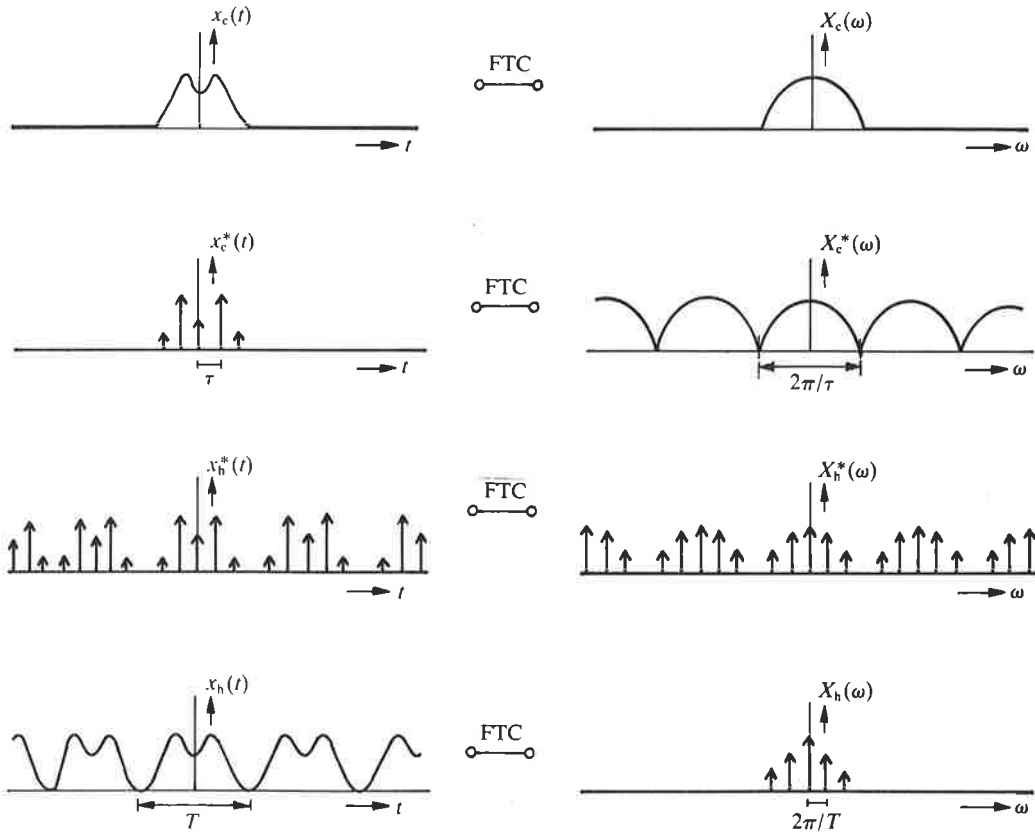 x_c(t)
FTC
X_c(ω)
t
ω
x_c*(t)
FTC
X_c*(ω)
τ
t
2π/τ
ω
x_h*(t)
FTC
X_h*(ω)
t
ω
x_h(t)
FTC
X_h(ω)
T
t
2π/T
ω